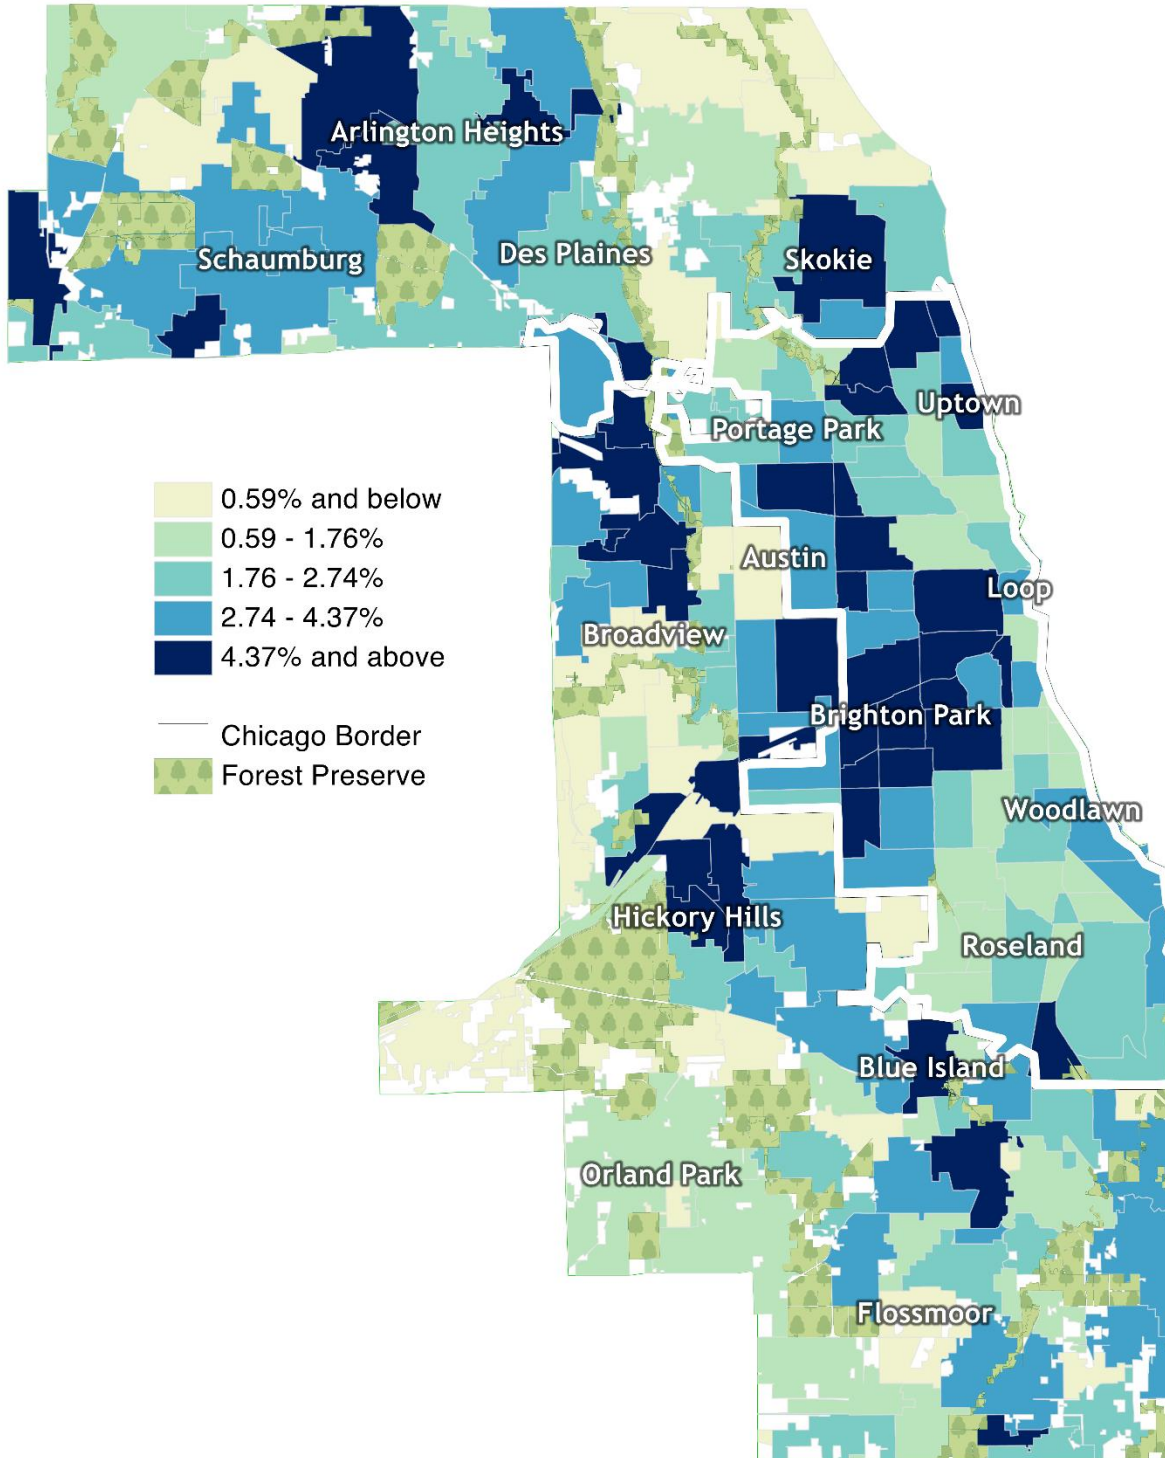 Arlington Heights
Schaumburg
Des Plaines
Skokie
Uptown
Portage Park
0.59% and below
0.59 - 1.76%
1.76 - 2.74%
2.74 - 4.37%
4.37% and above
Chicago Border
Forest Preserve
Austin
Loop
Broadview
Brighton Park
Woodlawn
Hickory Hills
Roseland
Blue Island
Orland Park
Flossmoor